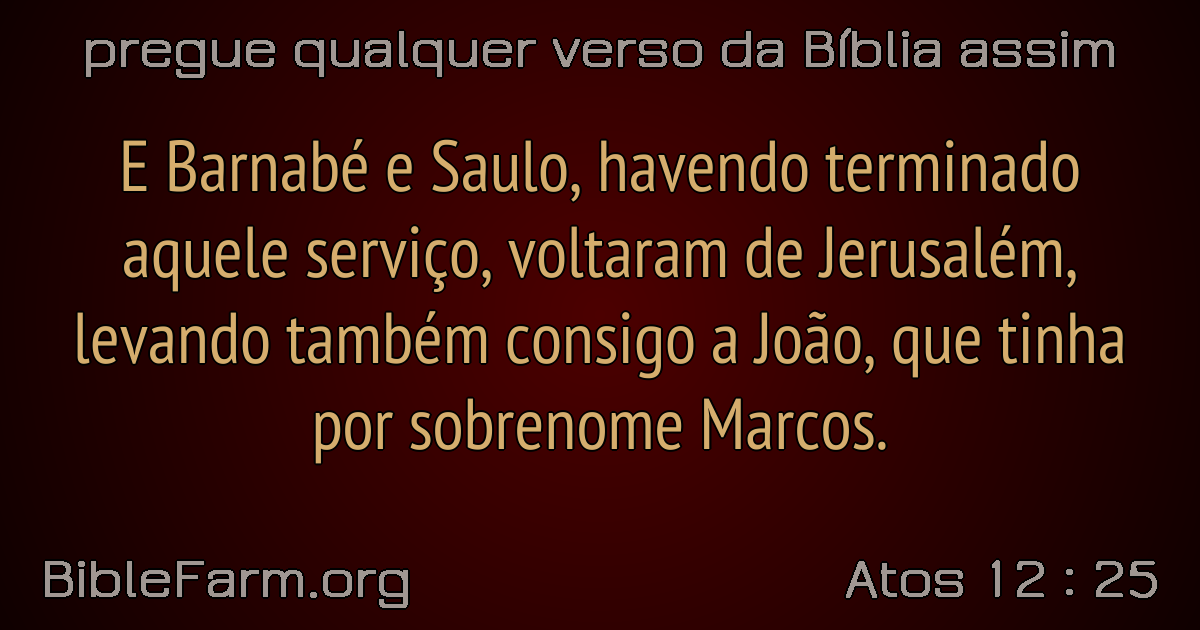 pregue qualquer verso da Bíblia assim
E Barnabé e Saulo, havendo terminado
aquele serviço, voltaram de Jerusalém,
levando também consigo a João, que tinha
por sobrenome Marcos.
BibleFarm.org
Atos 12 : 25